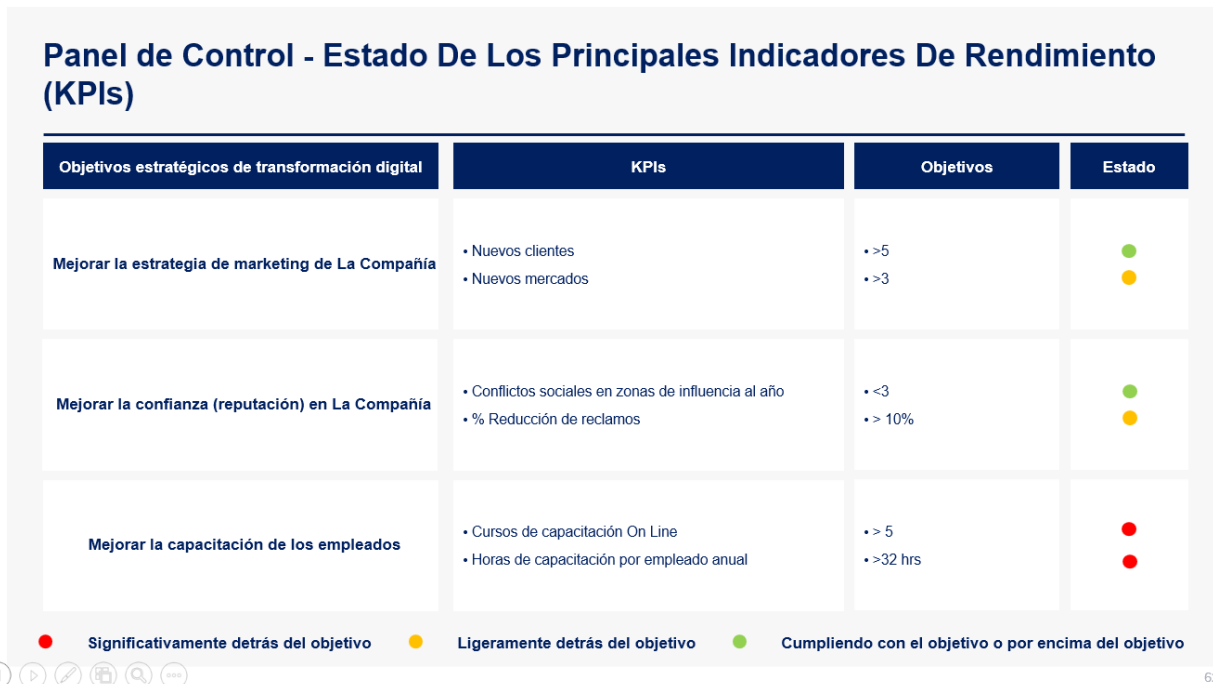 Panel de Control - Estado De Los Principales Indicadores De Rendimiento
(KPIs)
Objetivos estratégicos de transformación digital
KPIs
Objetivos
Estado
Mejorar la estrategia de marketing de La Compañía
• Nuevos clientes
• Nuevos mercados
• >5
• >3
Mejorar la confianza (reputación) en La Compañía
• Conflictos sociales en zonas de influencia al año
• % Reducción de reclamos
• <3
• > 10%
Mejorar la capacitación de los empleados
• Cursos de capacitación On Line
• Horas de capacitación por empleado anual
• > 5
• >32 hrs
Significativamente detrás del objetivo
Ligeramente detrás del objetivo
Cumpliendo con el objetivo o por encima del objetivo